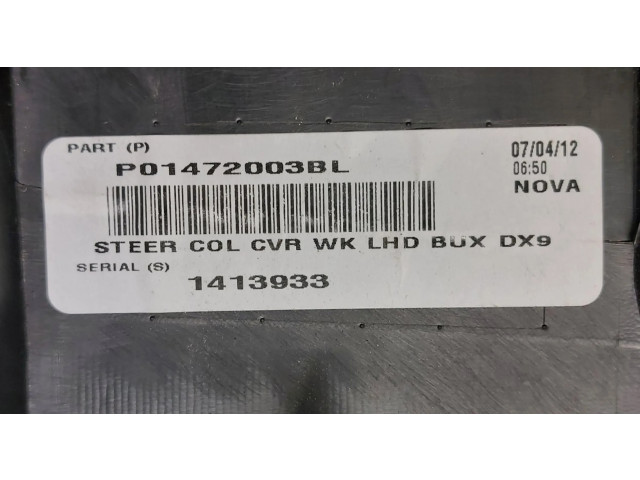 PART (P)
P01472003BL
07/04/12
06:50
NOVA
STEER COL CVR WK LHD BUX DX9
SERIAL (S)
1413933